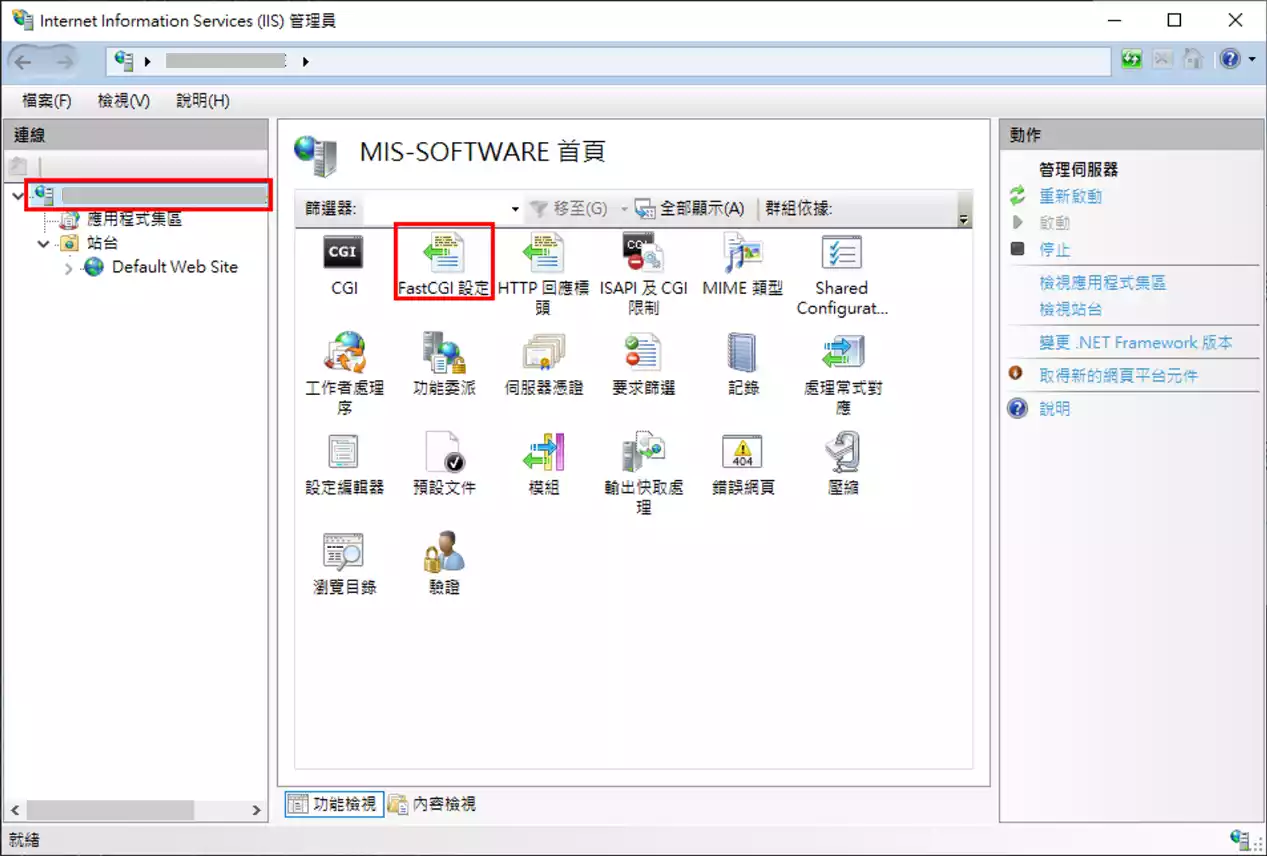 Internet Information Services (IIS) 管理員
檔案(F) 檢視(V) 說明(H)
連線
應用程式集區
站台
Default Web Site
MIS-SOFTWARE 首頁
篩選器: 移至(G) 全部顯示(A) 群組依據:
CGI
CGI
FastCGI 設定
HTTP 回應標
頭
CGI
ISAPI 及 CGI
限制
MIME 類型
Shared
Configurat...
工作者處理
序
功能委派
伺服器憑證
要求篩選
記錄
處理常式對
應
設定編輯器
預設文件
模組
輸出快取處
理
404
錯誤網頁
壓縮
瀏覽目錄
驗證
功能檢視 內容檢視
動作
管理伺服器
重新啟動
啟動
停止
檢視應用程式集區
檢視站台
變更 .NET Framework 版本
取得新的網頁平台元件
說明
就緒